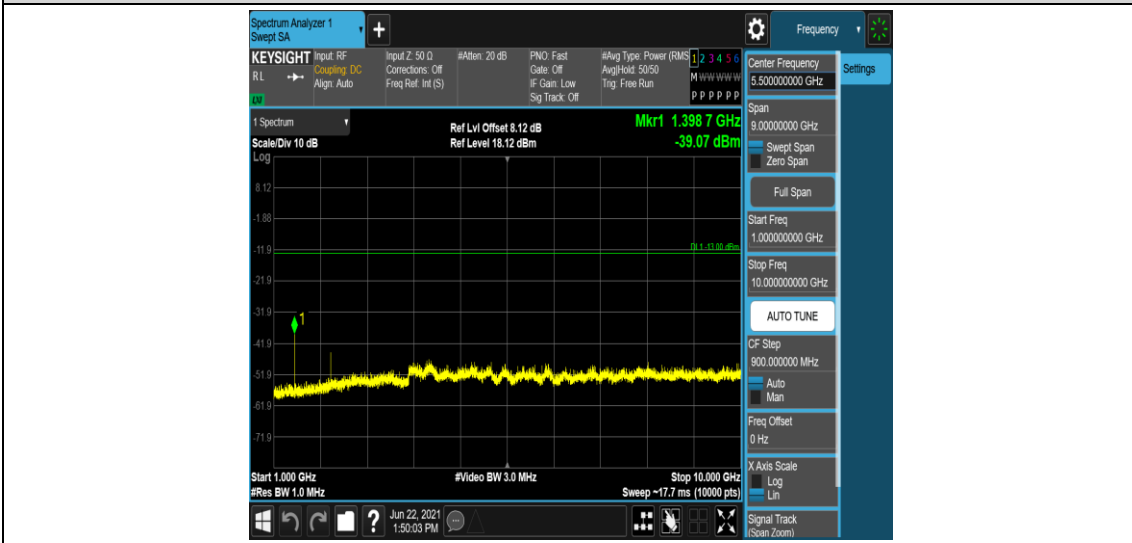 Spectrum Analyzer 1
Swept SA
Frequency
KEYSIGHT
RL
Input: RF
Coupling: DC
Align: Auto
Input Z: 50 Ω
Corrections: Off
Freq Ref: Int (S)
#Atten: 20 dB
PNO: Fast
Gate: Off
IF Gain: Low
Sig Track: Off
#Avg Type: Power (RMS
Avg|Hold: 50/50
Trig: Free Run
1 2 3 4 5 6
M W W W W W
P P P P P P
1 Spectrum
Scale/Div 10 dB
Log
Ref Lvl Offset 8.12 dB
Ref Level 18.12 dBm
Mkr1 1.398 7 GHz
-39.07 dBm
8.12
-1.88
-11.9
-21.9
-31.9
-41.9
-51.9
-61.9
-71.9
DL1 -13.00 dBm
1
Start 1.000 GHz
#Res BW 1.0 MHz
#Video BW 3.0 MHz
Stop 10.000 GHz
Sweep ~17.7 ms (10000 pts)
Jun 22, 2021
1:50:03 PM
Center Frequency
5.500000000 GHz
Settings
Span
9.00000000 GHz
Swept Span
Zero Span
Full Span
Start Freq
1.000000000 GHz
Stop Freq
10.000000000 GHz
AUTO TUNE
CF Step
900.000000 MHz
Auto
Man
Freq Offset
0 Hz
X Axis Scale
Log
Lin
Signal Track
(Span Zoom)